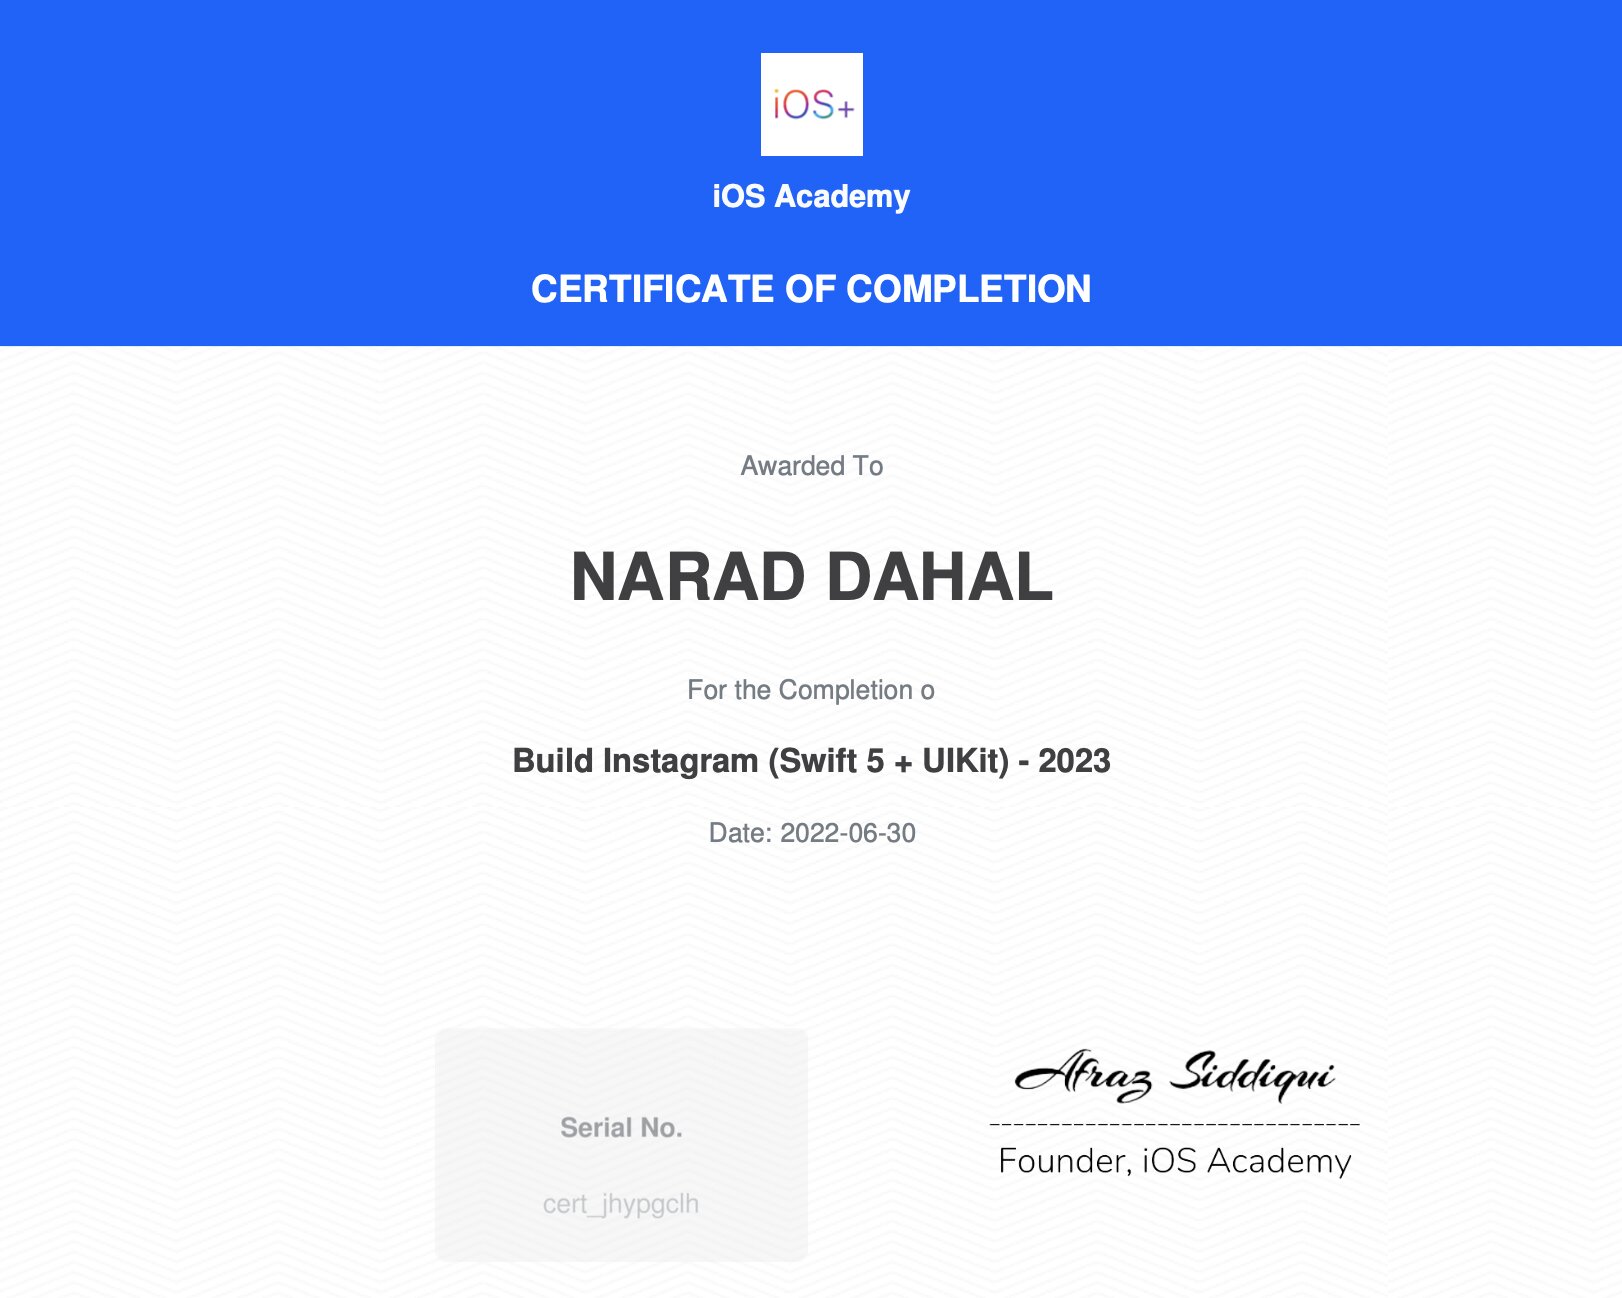 iOS+
iOS Academy
CERTIFICATE OF COMPLETION
Awarded To
NARAD DAHAL
For the Completion o
Build Instagram (Swift 5 + UIKit) - 2023
Date: 2022-06-30
Serial No.
cert_jhypgclh
Afraz Siddiqui
Founder, iOS Academy